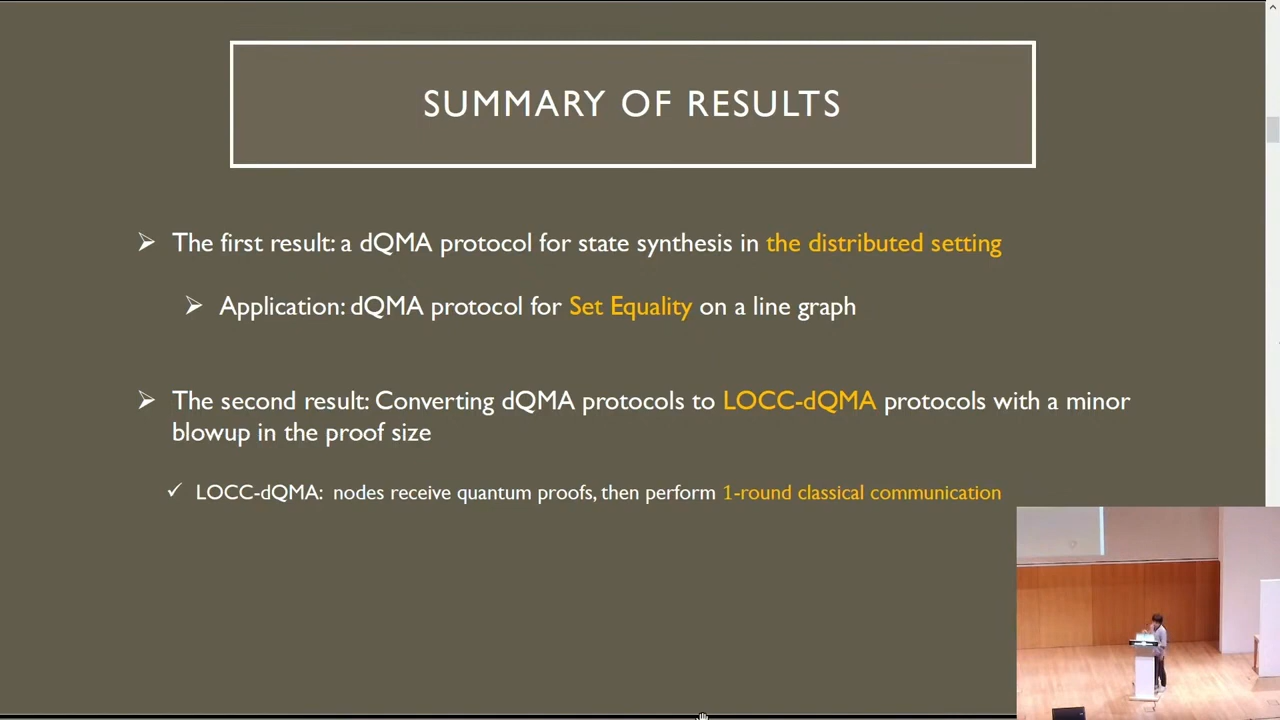 SUMMARY OF RESULTS
The first result: a dQMA protocol for state synthesis in the distributed setting
Application: dQMA protocol for Set Equality on a line graph
The second result: Converting dQMA protocols to LOCC-dQMA protocols with a minor
blowup in the proof size
LOCC-dQMA: nodes receive quantum proofs, then perform 1-round classical communication